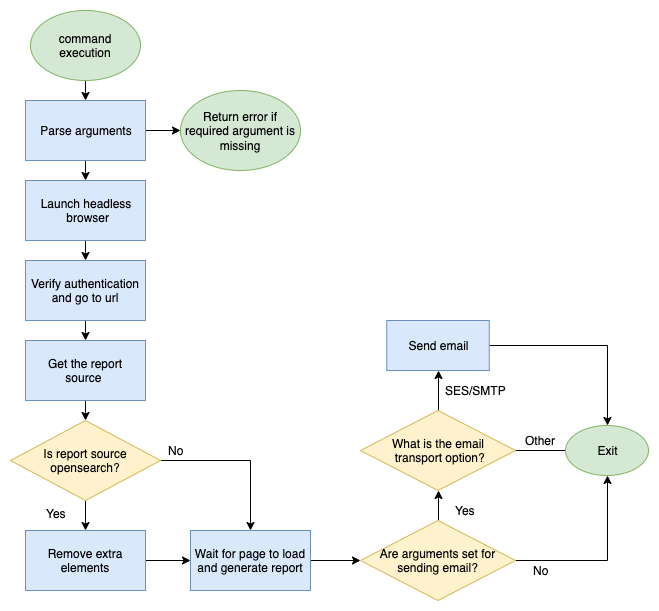 command
execution
Parse arguments
Return error if
required argument is
missing
Launch headless
browser
Verify authentication
and go to url
Get the report
source
Is report source
opensearch?
No
Yes
Remove extra
elements
Wait for page to load
and generate report
Are arguments set for
sending email?
No
Yes
What is the email
transport option?
Other
SES/SMTP
Send email
Exit